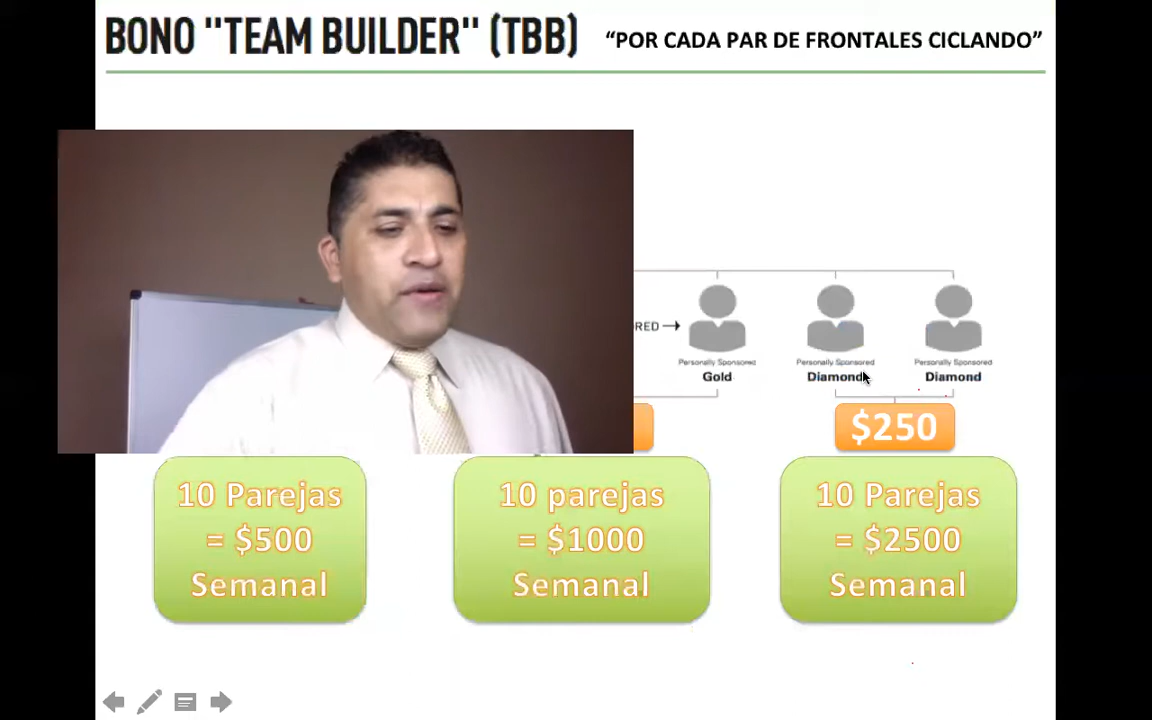 BONO "TEAM BUILDER" (TBB)
“POR CADA PAR DE FRONTALES CICLANDO”
Personally Sponsored Personally Sponsored Personally Sponsored
Gold Diamond Diamond
$250
10 Parejas
= $500
Semanal
10 parejas
= $1000
Semanal
10 Parejas
= $2500
Semanal